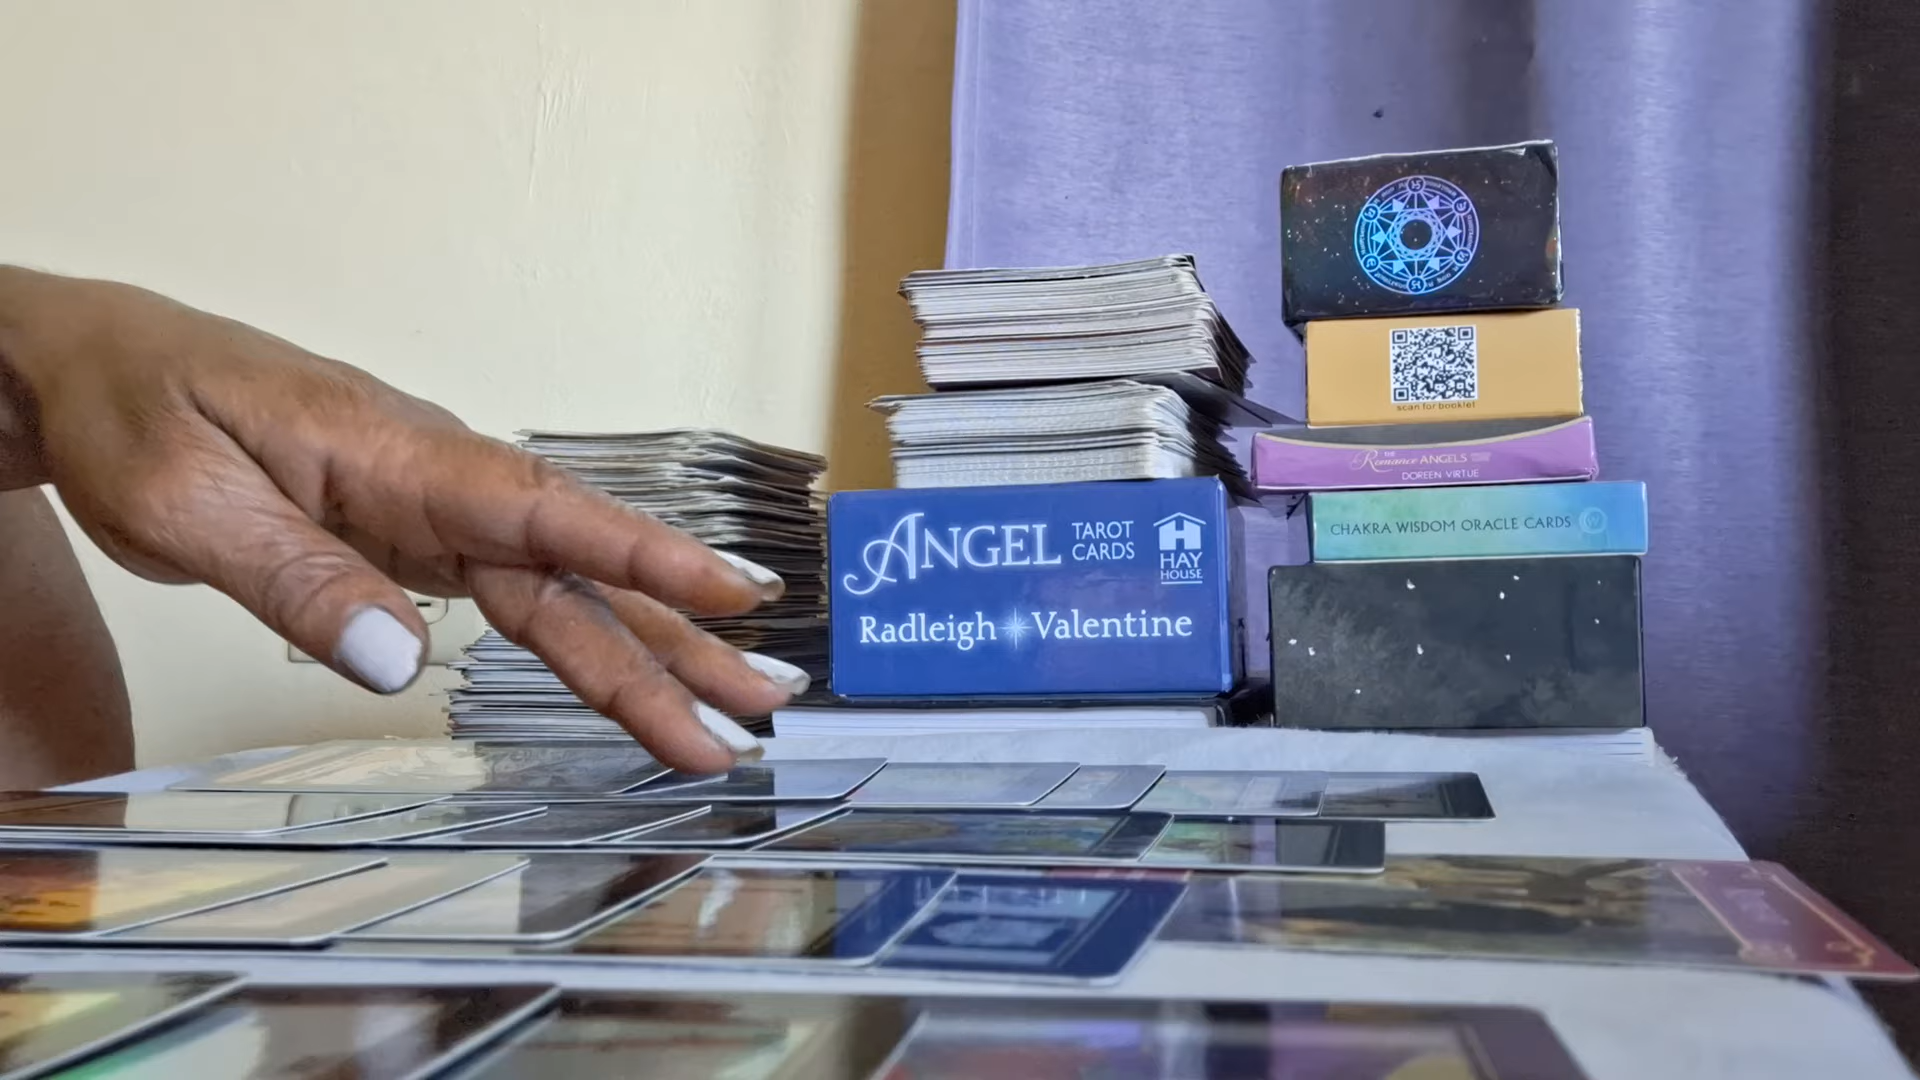 ANGEL TAROT CARDS
HAY HOUSE
Radleigh Valentine
scan for booklet
THE Romance ANGELS
DOREEN VIRTUE
CHAKRA WISDOM ORACLE CARDS